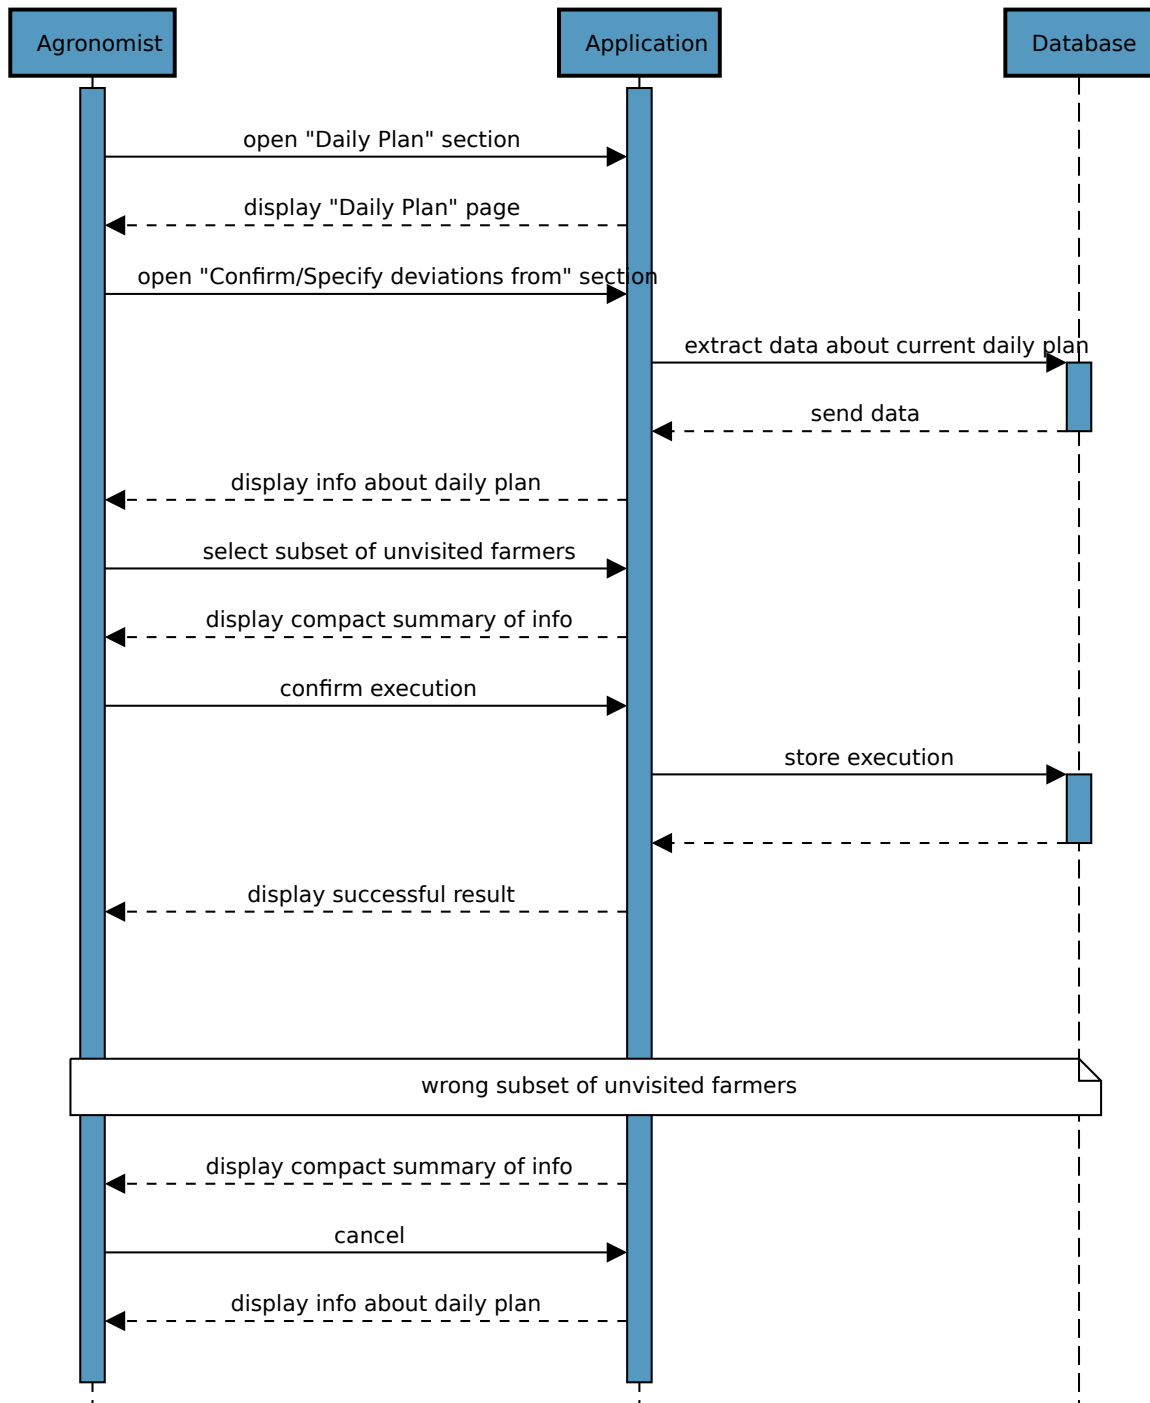 Agronomist
Application
Database
open "Daily Plan" section
display "Daily Plan" page
open "Confirm/Specify deviations from" section
extract data about current daily plan
send data
display info about daily plan
select subset of unvisited farmers
display compact summary of info
confirm execution
store execution
display successful result
wrong subset of unvisited farmers
display compact summary of info
cancel
display info about daily plan